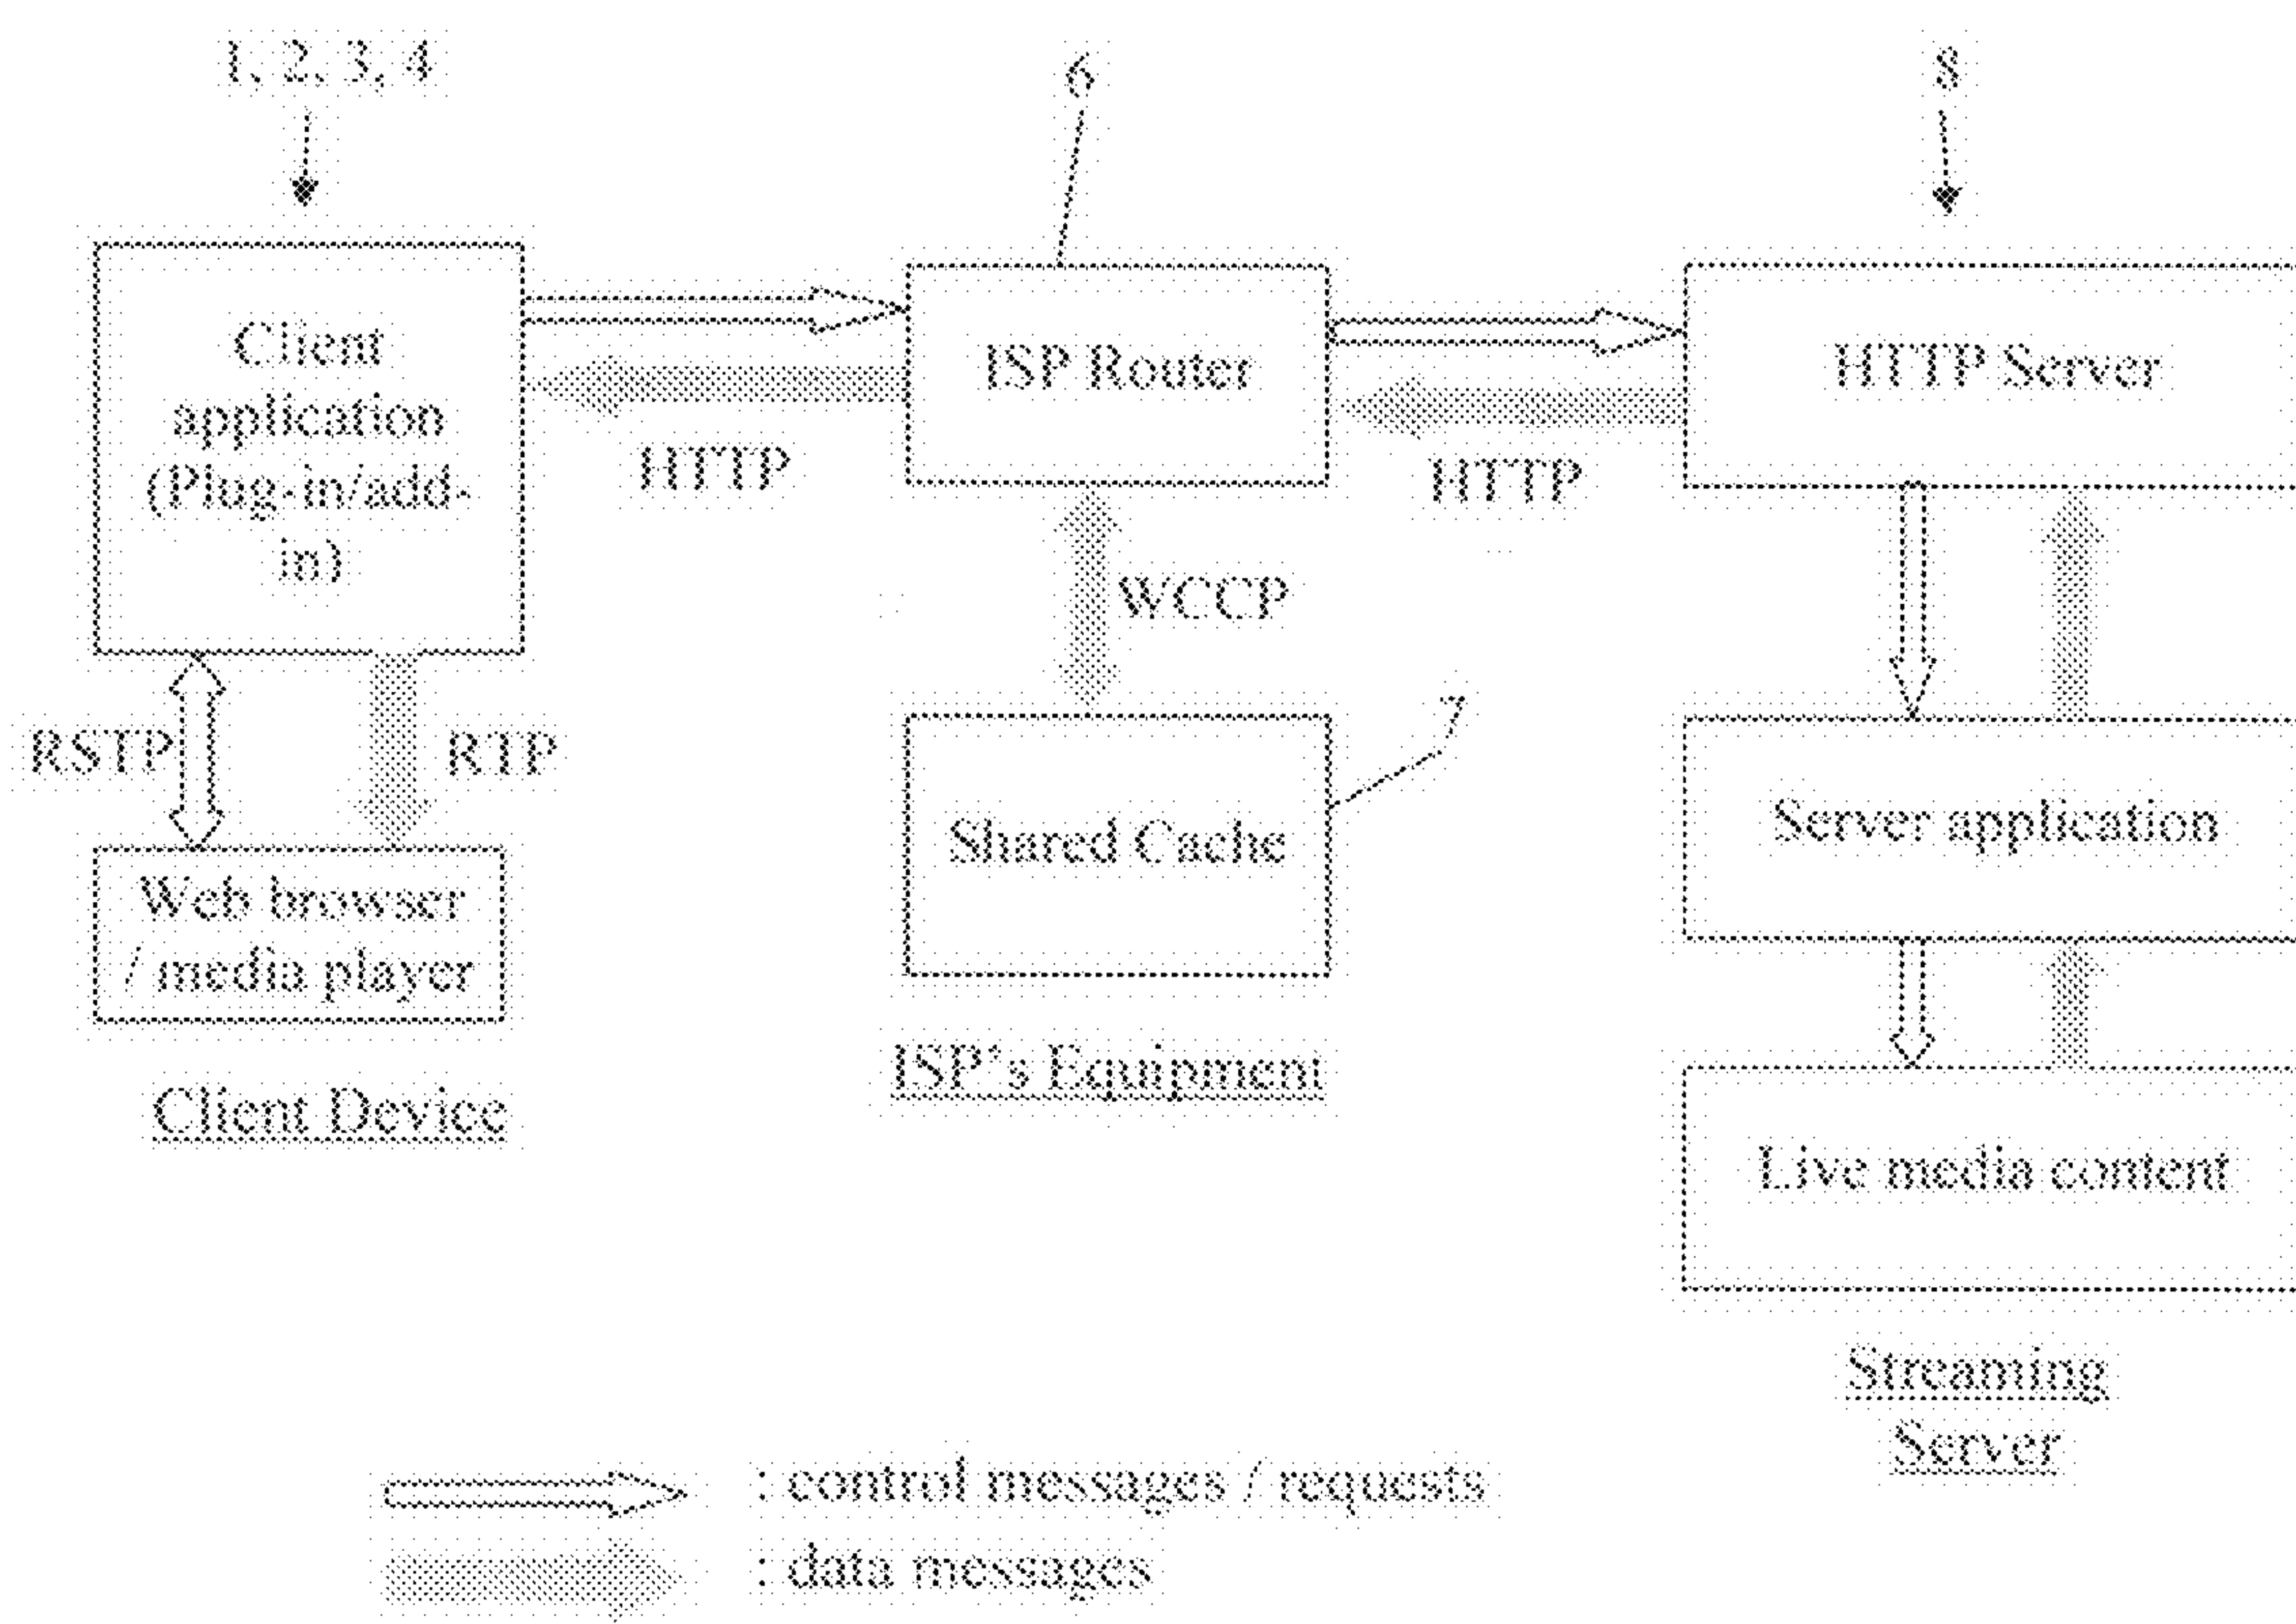 1, 2, 3, 4
6
8
Client
application
(Plug-in/add-
in)
ISP Router
HTTP Server
HTTP
HTTP
WCCP
RSTP
RTP
7
Shared Cache
Server application
Web browser
/ media player
Client Device
ISP's Equipment
Live media content
Streaming
Server
: control messages / requests
: data messages